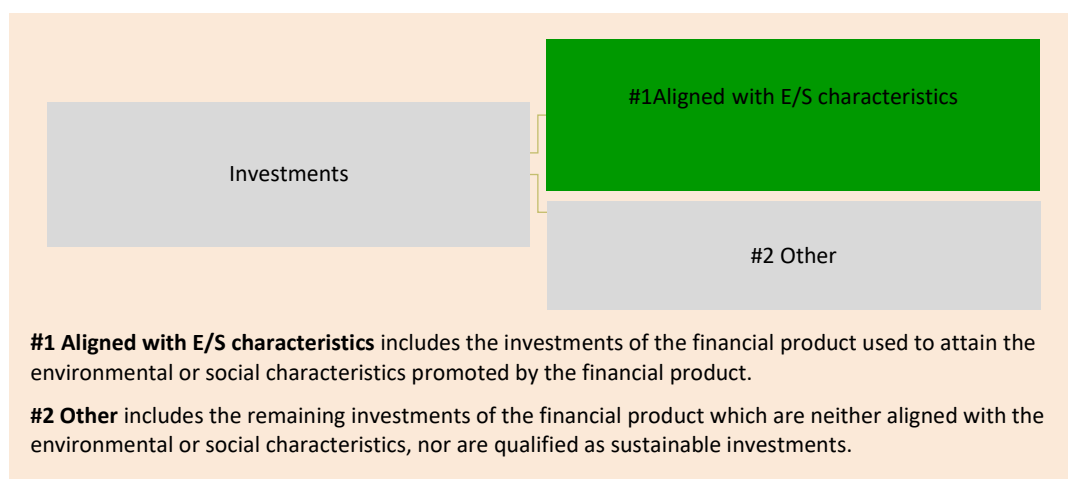 #1Aligned with E/S characteristics
Investments
#2 Other
#1 Aligned with E/S characteristics includes the investments of the financial product used to attain the
environmental or social characteristics promoted by the financial product.
#2 Other includes the remaining investments of the financial product which are neither aligned with the
environmental or social characteristics, nor are qualified as sustainable investments.